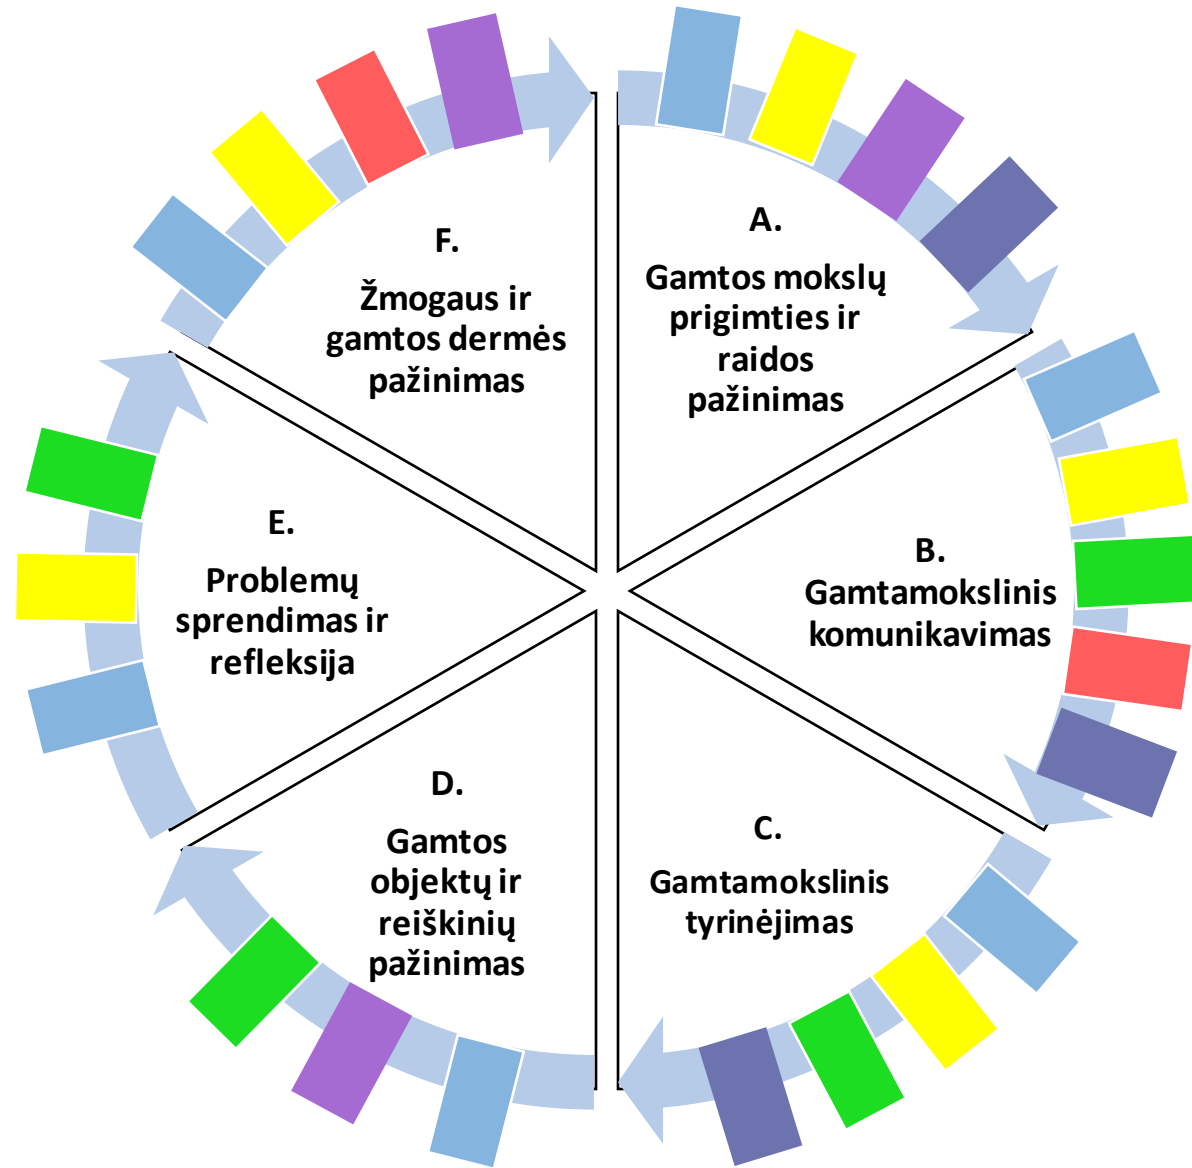 A.
Gamtos mokslų
prigimties ir
raidos
pažinimas
B.
Gamtamokslinis
komunikavimas
C.
Gamtamokslinis
tyrinėjimas
D.
Gamtos
objektų ir
reiškinių
pažinimas
E.
Problemų
sprendimas ir
refleksija
F.
Žmogaus ir
gamtos dermės
pažinimas